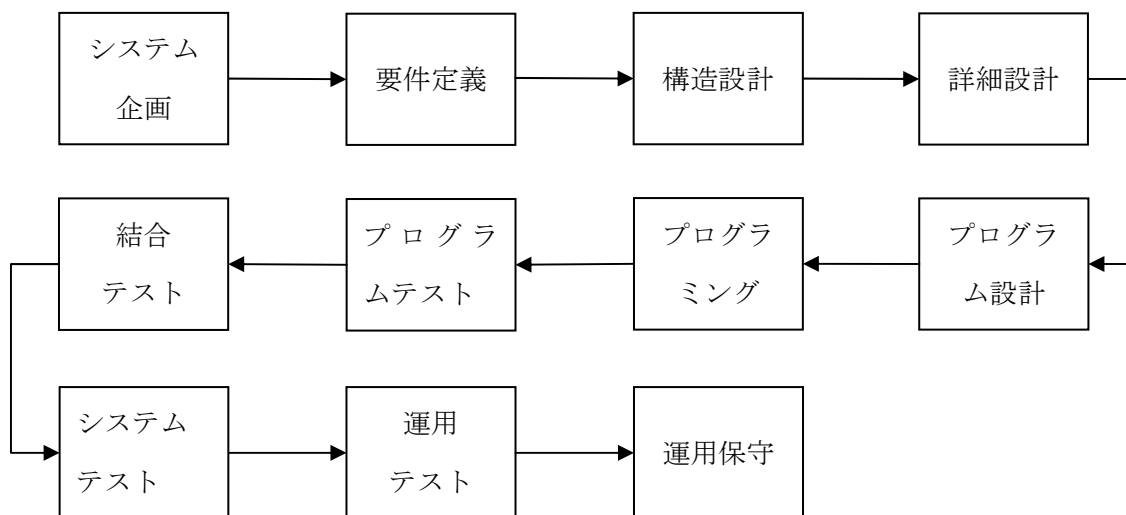 システム
企画
要件定義
構造設計
詳細設計
結合
テスト
プログラ
ムテスト
プログラ
ミング
プログラ
ム設計
システム
テスト
運用
テスト
運用保守